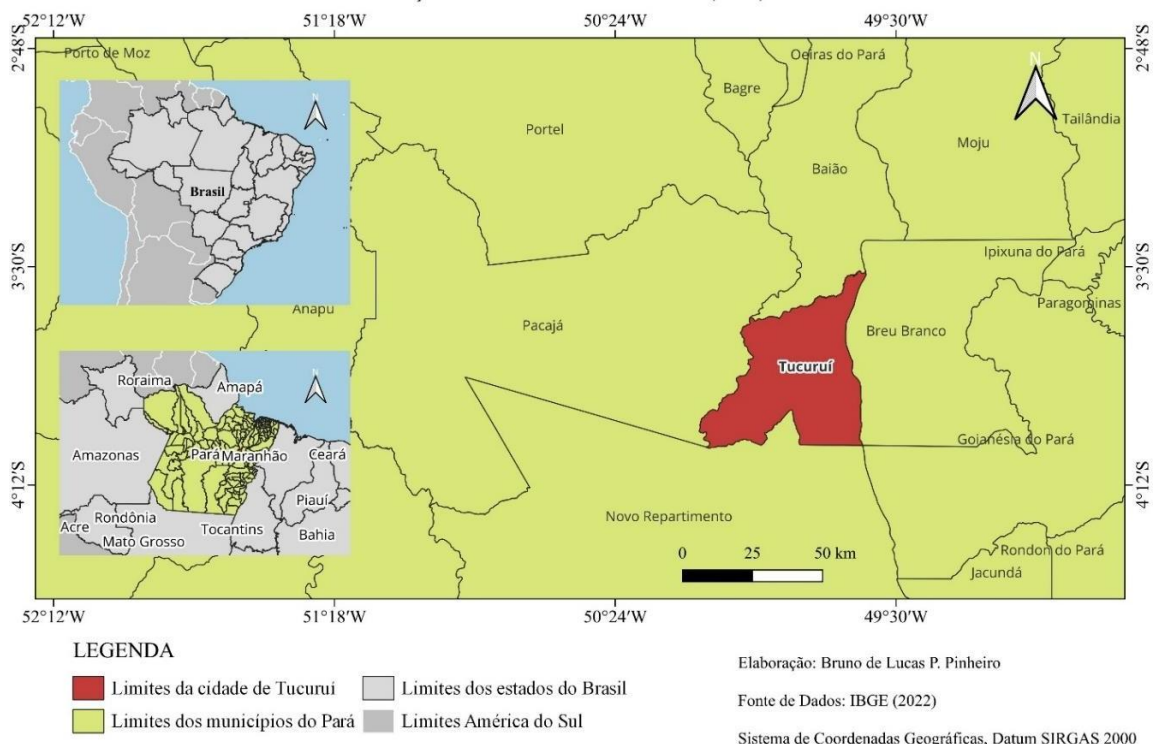 52°12'W 51°18'W 50°24'W 49°30'W
2°48'S 2°48'S
Porto de Moz
Oeiras do Pará
Bagre
N
Tailândia
Portel
Moju
Baião
N
Brasil
Ipixuna do Pará
3°30'S 3°30'S
Paragominas
Anapu
Pacajá
Breu Branco
Tucuruí
N
Roraima
Amapá
Amazonas
Pará
Maranhão
Ceará
Goianésia do Pará
4°12'S 4°12'S
Piauí
Rondônia
Acre
Tocantins
Mato Grosso
Bahia
Novo Repartimento
0 25 50 km
Rondon do Pará
Jacundá
52°12'W 51°18'W 50°24'W 49°30'W
LEGENDA
Limites da cidade de Tucuruí
Limites dos municípios do Pará
Limites dos estados do Brasil
Limites América do Sul
Elaboração: Bruno de Lucas P. Pinheiro
Fonte de Dados: IBGE (2022)
Sistema de Coordenadas Geográficas, Datum SIRGAS 2000